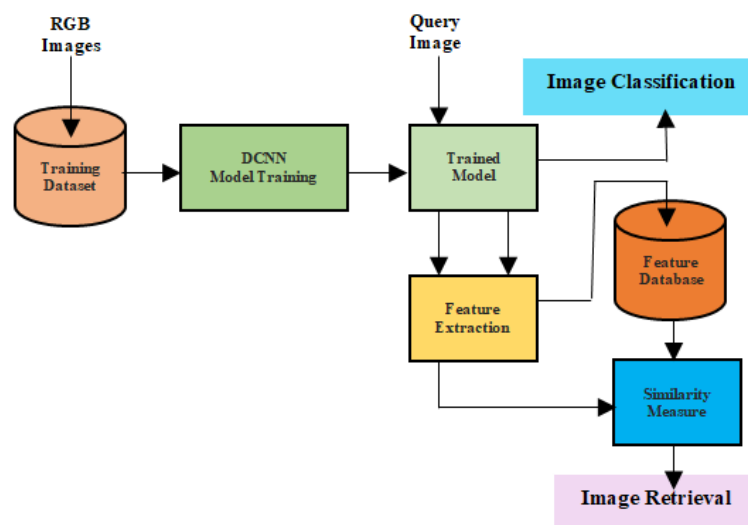 RGB
Images
Query
Image
Image Classification
Training
Dataset
DCNN
Model Training
Trained
Model
Feature
Extraction
Feature
Database
Similarity
Measure
Image Retrieval